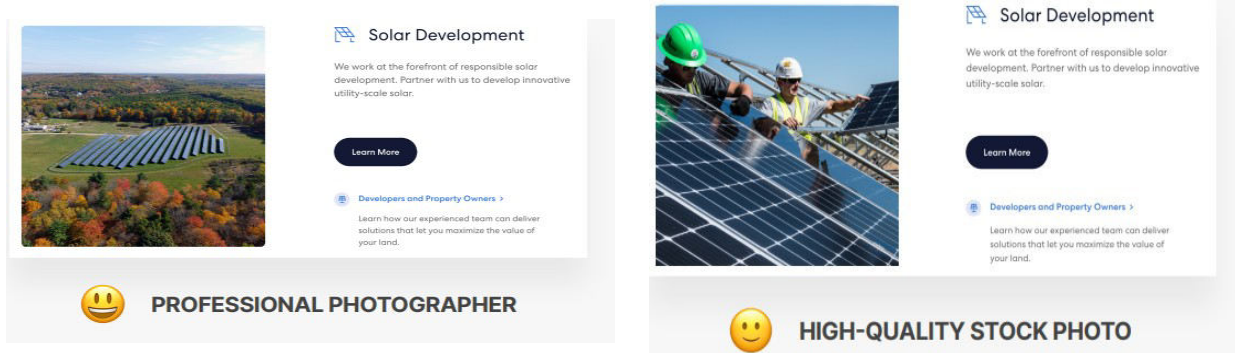 Solar Development
We work at the forefront of responsible solar
development. Partner with us to develop innovative
utility-scale solar.
Learn More
Developers and Property Owners >
Learn how our experienced team can deliver
solutions that let you maximize the value of
your land.
PROFESSIONAL PHOTOGRAPHER
Solar Development
We work at the forefront of responsible solar
development. Partner with us to develop innovative
utility-scale solar.
Learn More
Developers and Property Owners >
Learn how our experienced team can deliver
solutions that let you maximize the value of
your land.
HIGH-QUALITY STOCK PHOTO